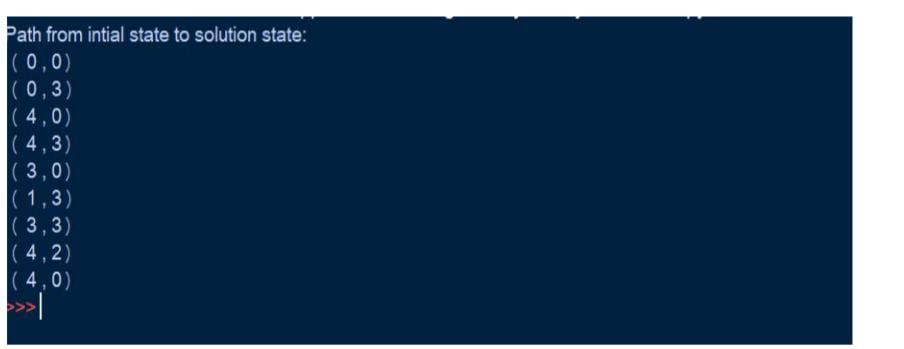 Path from intial state to solution state:
( 0 ,0 )
( 0 ,3 )
( 4 ,0 )
( 4 ,3 )
( 3 ,0 )
( 1 ,3 )
( 3 ,3 )
( 4 ,2 )
( 4 ,0 )
>>>